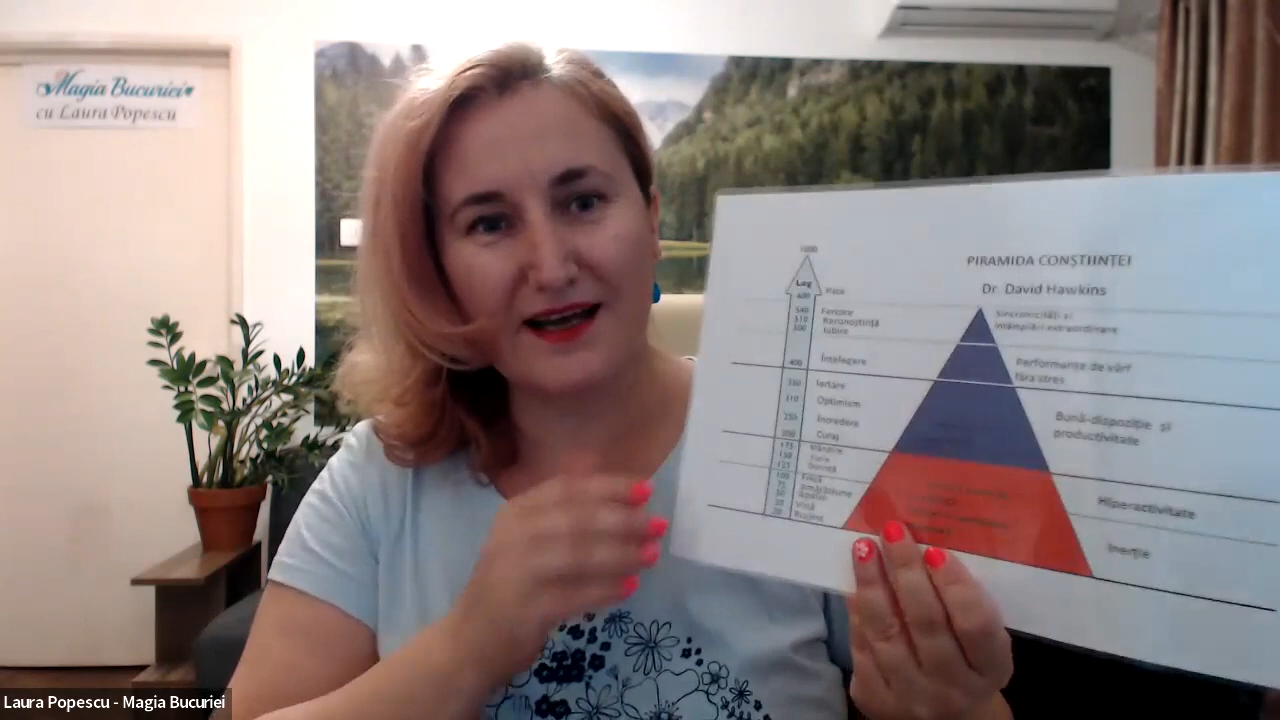 Magia Bucuriei
cu Laura Popescu
PIRAMIDA CONȘTIINȚEI
Dr. David Hawkins
1000
Log
600 Pace
540 Fericire
510 Recunoștință
500 Iubire
400 Înțelegere
350 Iertare
310 Optimism
250 Încredere
200 Curaj
175 Mândrie
150 Furie
125 Dorință
100 Frică
75
50
30 Vină
20 Rușine
Sincronicități și
întâmplări extraordinare
Performanțe de vârf
fără stres
Bună-dispoziție și
productivitate
Hiperactivitate
Inerție
Laura Popescu - Magia Bucuriei